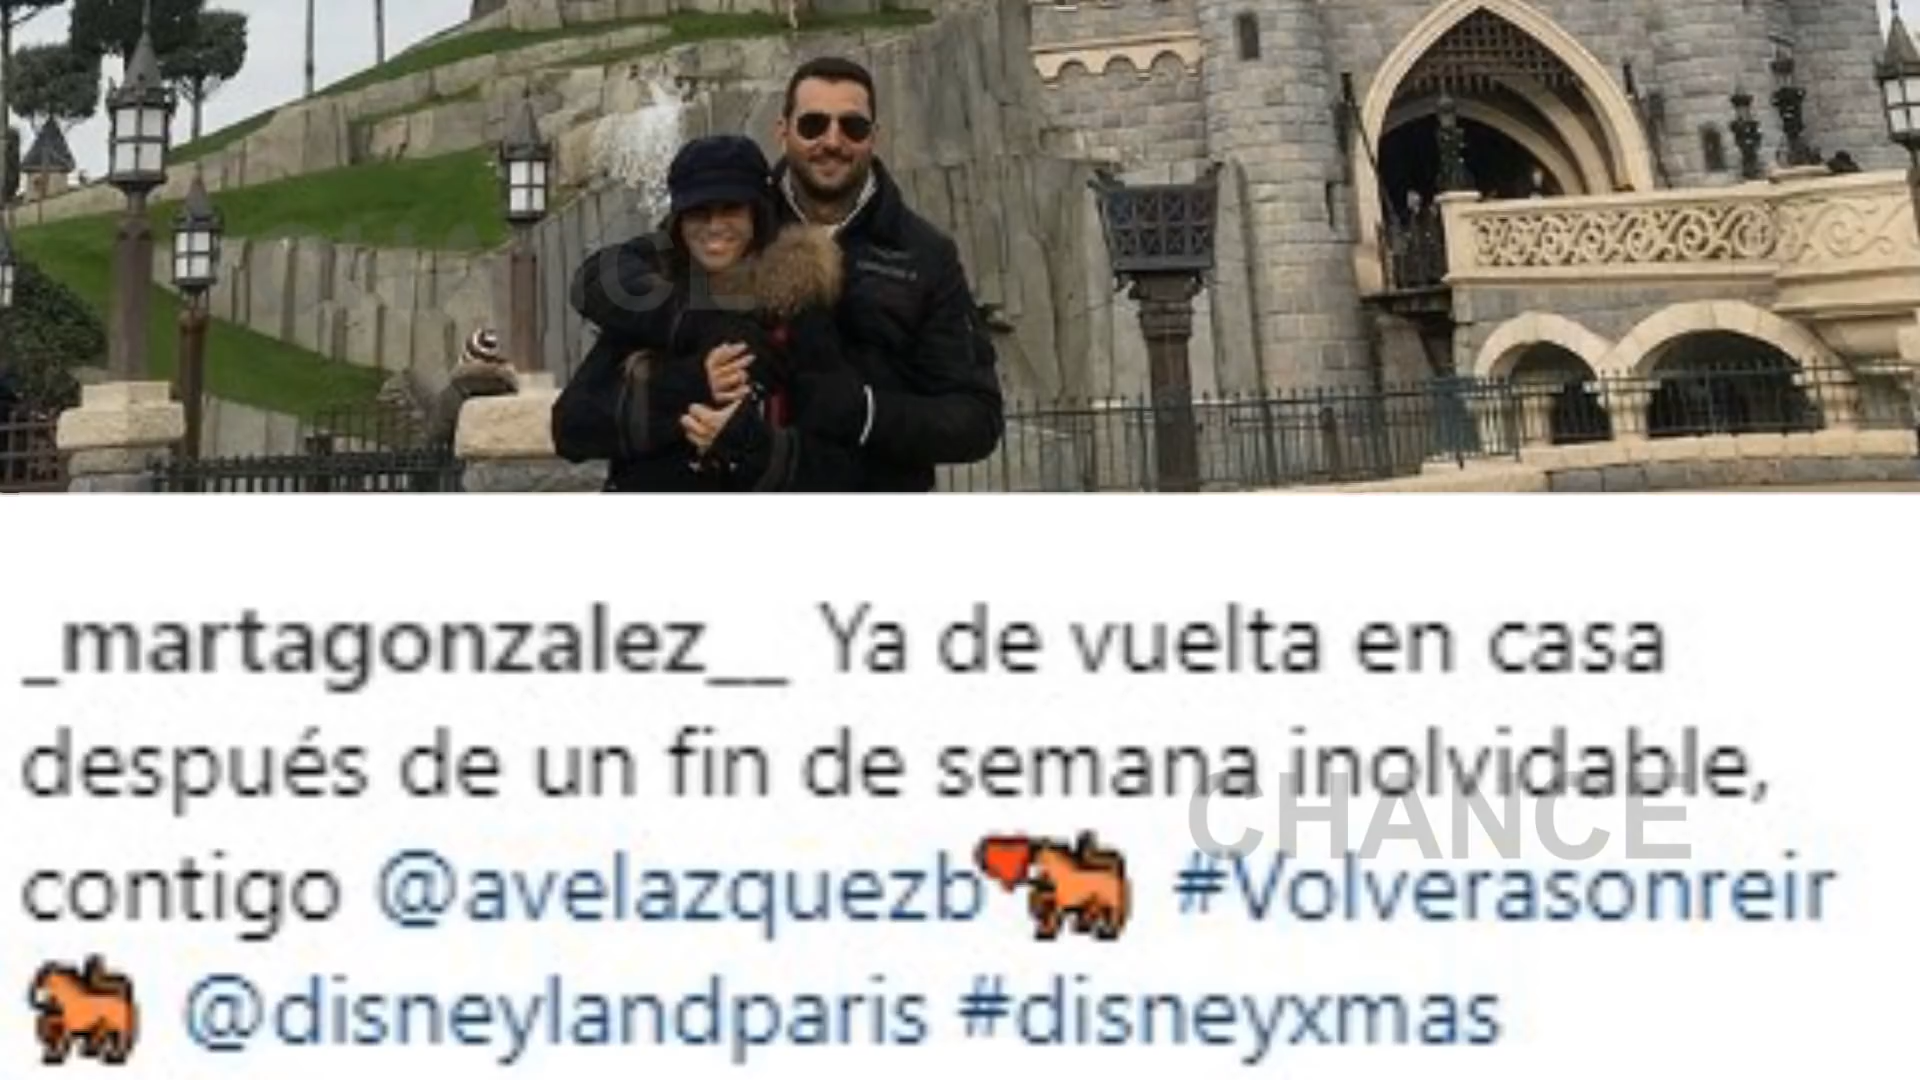 CHANCE
_martagonzalez__ Ya de vuelta en casa
después de un fin de semana inolvidable,
CHANCE
contigo @avelazquezb #Volverasonreir
@disneylandparis #disneyxmas